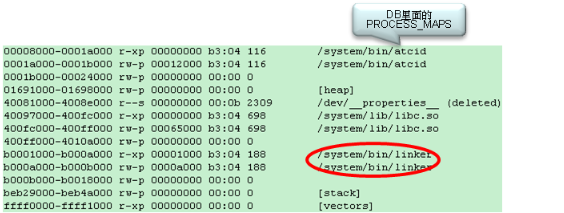 DB里面的
PROCESS_MAPS
00008000-0001a000 r-xp 00000000 b3:04 116 /system/bin/atcid
0001a000-0001b000 rw-p 00012000 b3:04 116 /system/bin/atcid
0001b000-00024000 rw-p 00000000 00:00 0
01691000-01698000 rw-p 00000000 00:00 0 [heap]
40081000-4008e000 r--s 00000000 00:0b 2309 /dev/__properties__ (deleted)
40097000-400fc000 r-xp 00000000 b3:04 698 /system/lib/libc.so
400fc000-400ff000 rw-p 00065000 b3:04 698 /system/lib/libc.so
400ff000-4010a000 rw-p 00000000 00:00 0
b0001000-b000a000 r-xp 00001000 b3:04 188 /system/bin/linker
b000a000-b000b000 rw-p 0000a000 b3:04 188 /system/bin/linker
b000b000-b0018000 rw-p 00000000 00:00 0
beb29000-beb4a000 rw-p 00000000 00:00 0 [stack]
ffff0000-ffff1000 r-xp 00000000 00:00 0 [vectors]